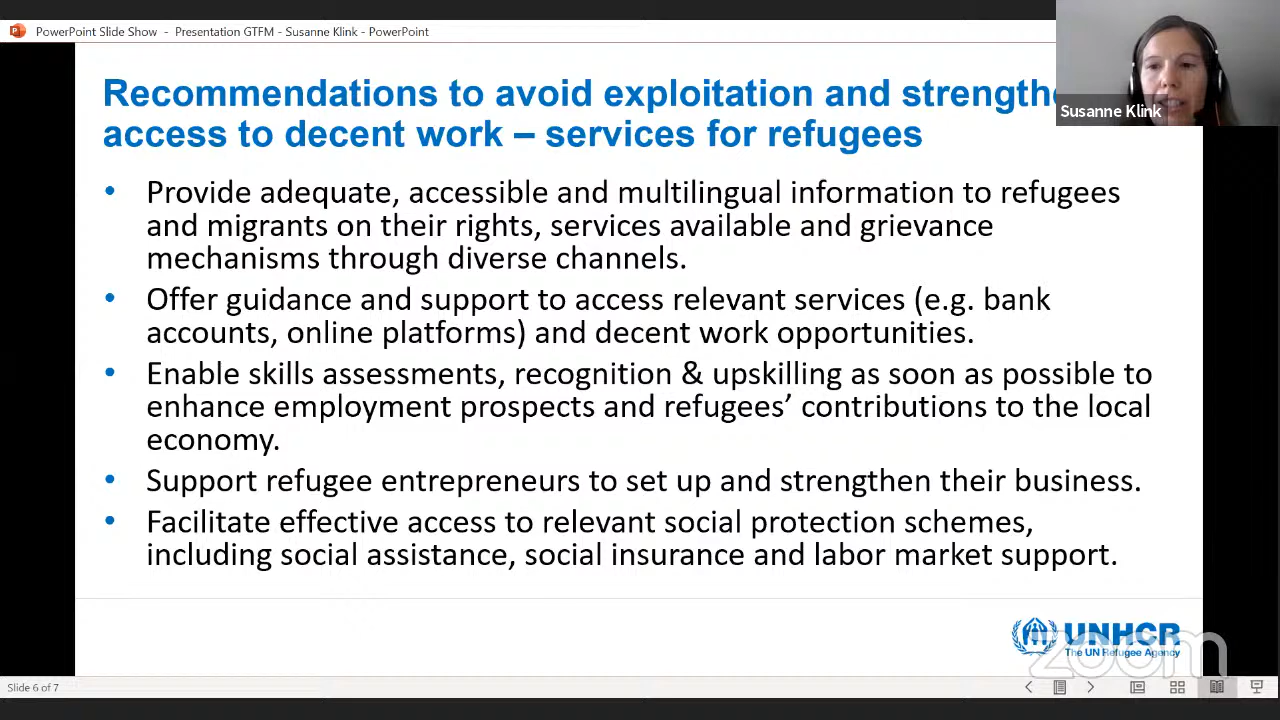 PowerPoint Slide Show - Presentation GTFM - Susanne Klink - PowerPoint
Susanne Klink
Recommendations to avoid exploitation and
access to decent work – services for refugees
• Provide adequate, accessible and multilingual information to refugees
and migrants on their rights, services available and grievance
mechanisms through diverse channels.
• Offer guidance and support to access relevant services (e.g. bank
accounts, online platforms) and decent work opportunities.
• Enable skills assessments, recognition & upskilling as soon as possible to
enhance employment prospects and refugees’ contributions to the local
economy.
• Support refugee entrepreneurs to set up and strengthen their business.
• Facilitate effective access to relevant social protection schemes,
including social assistance, social insurance and labor market support.
UNHCR
The UN Refugee Agency
zoom
Slide 6 of 7